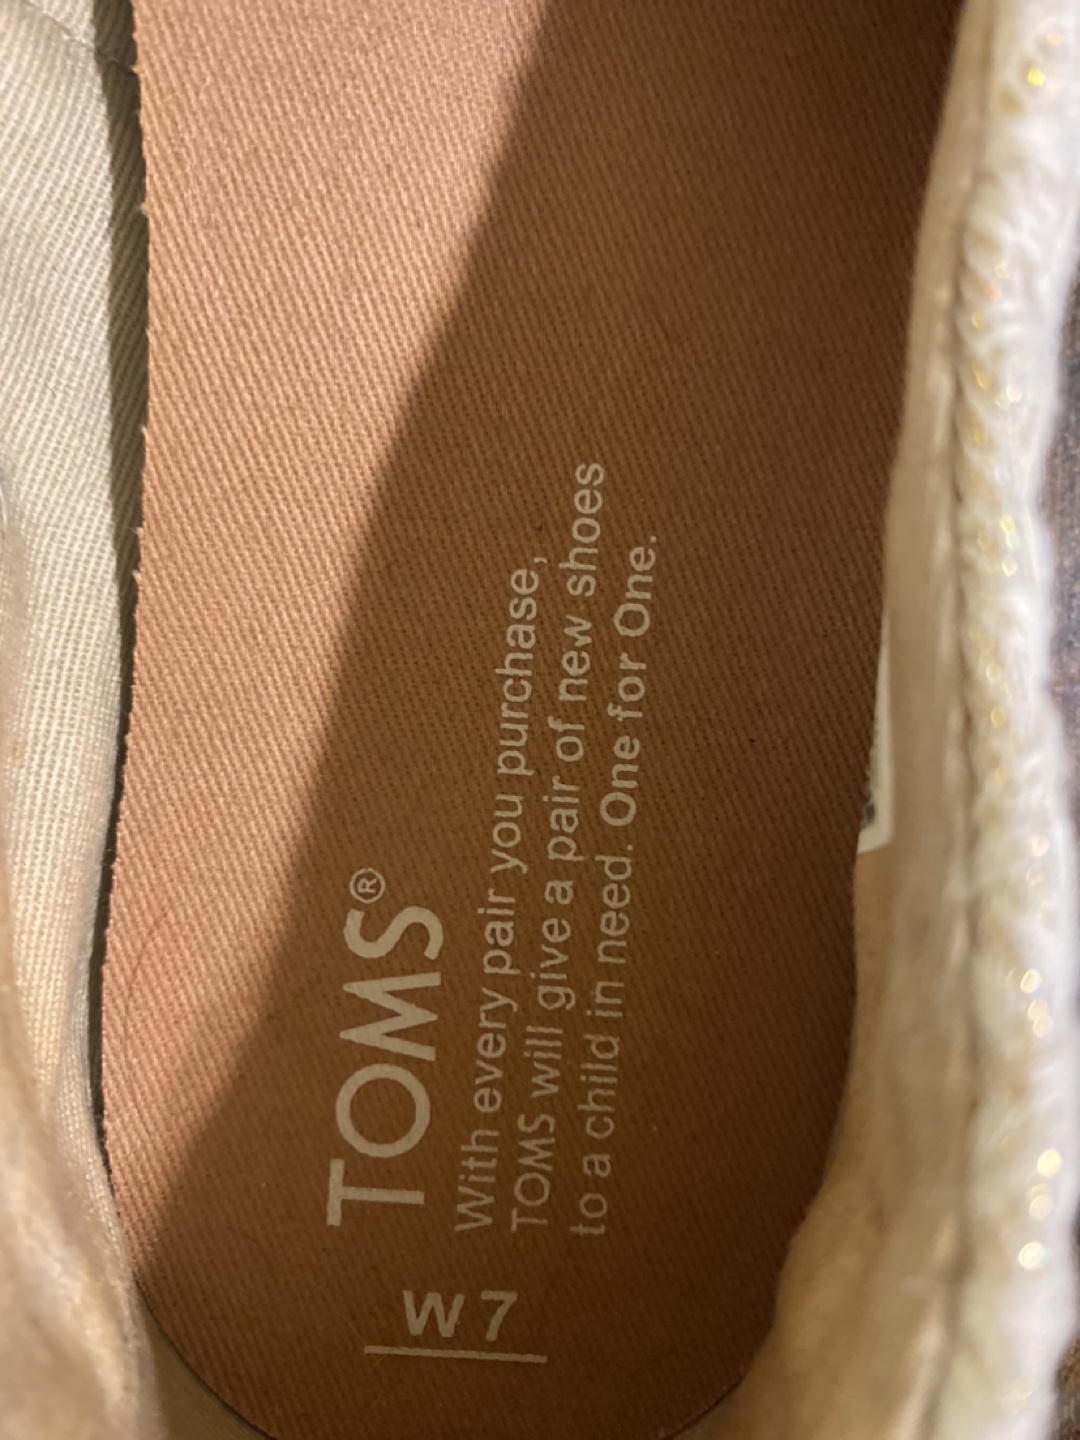 TOMS®
With every pair you purchase,
TOMS will give a pair of new shoes
to a child in need. One for One.
W 7